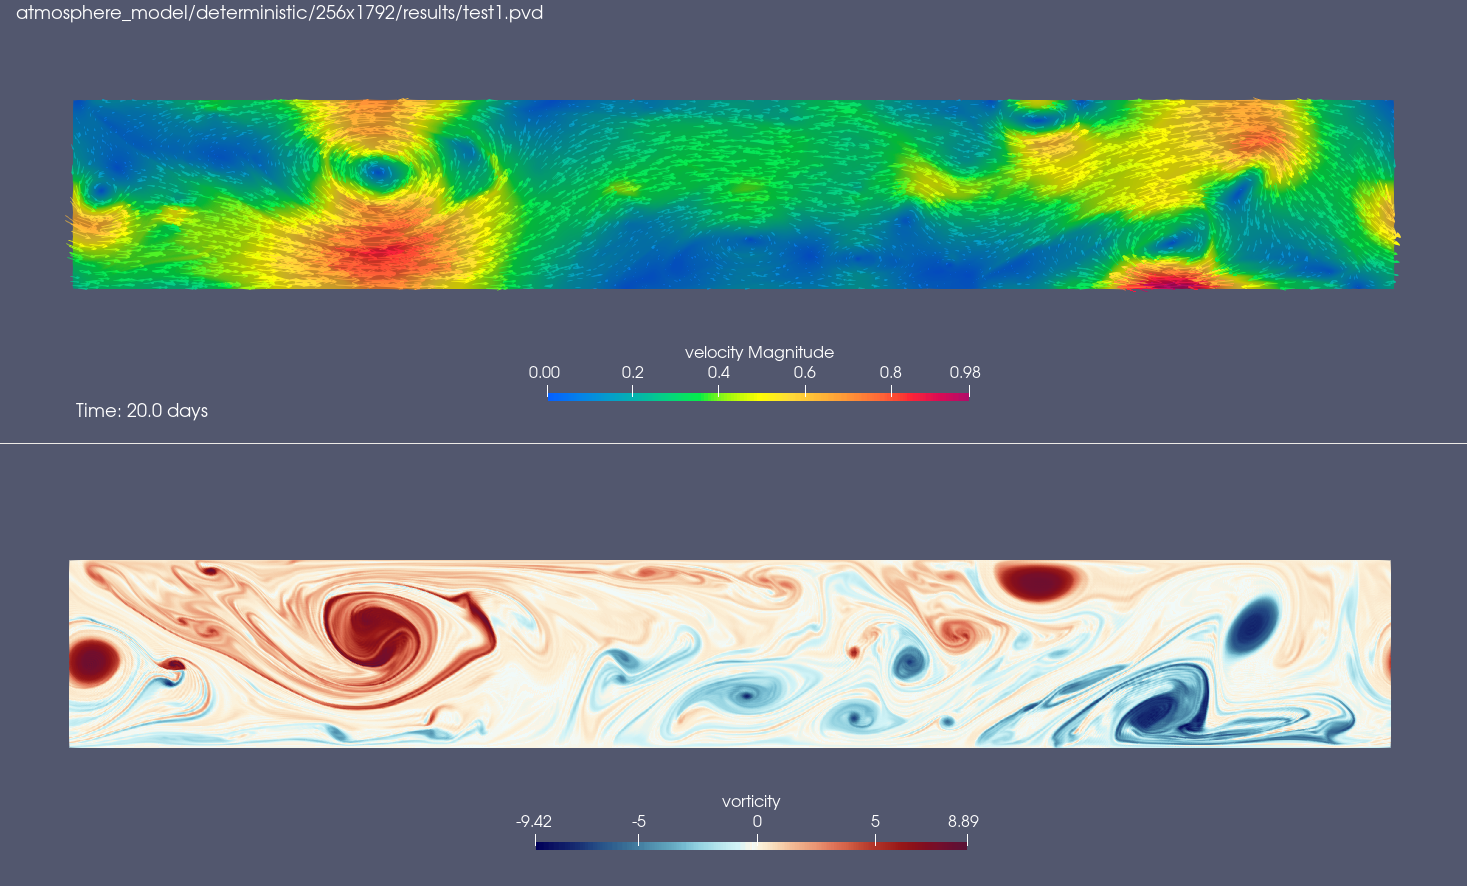 atmosphere_model/deterministic/256x1792/results/test1.pvd
velocity Magnitude
0.00 0.2 0.4 0.6 0.8 0.98
Time: 20.0 days
vorticity
-9.42 -5 0 5 8.89